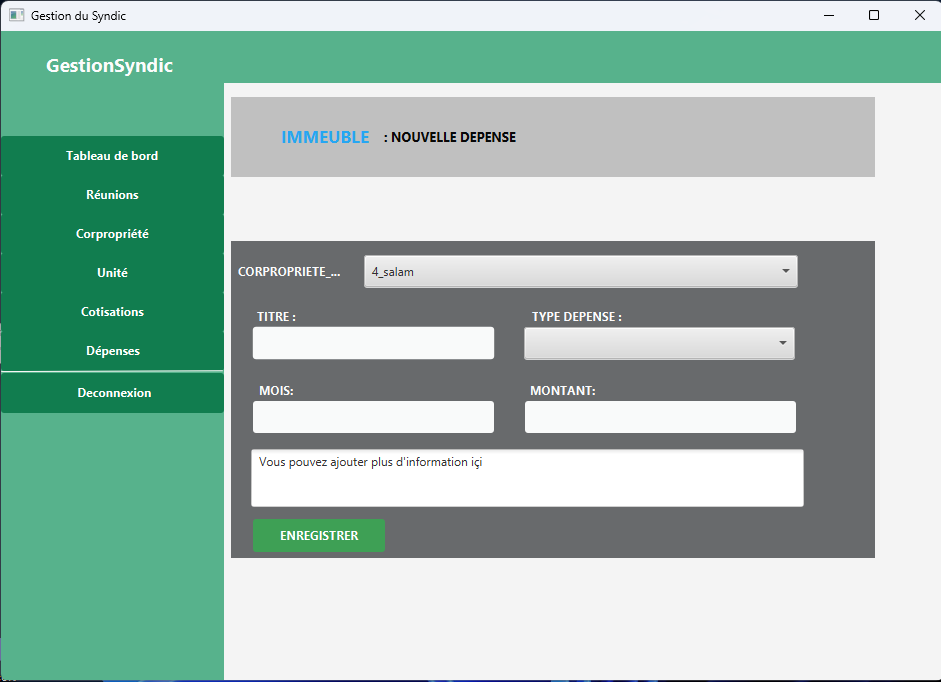 Gestion du Syndic
GestionSyndic
IMMEUBLE : NOUVELLE DEPENSE
Tableau de bord
Réunions
Corpropriété
Unité
Cotisations
Dépenses
Deconnexion
CORPROPRIETE_...
4_salam
TITRE :
TYPE DEPENSE :
MOIS:
MONTANT:
Vous pouvez ajouter plus d'information içi
ENREGISTRER